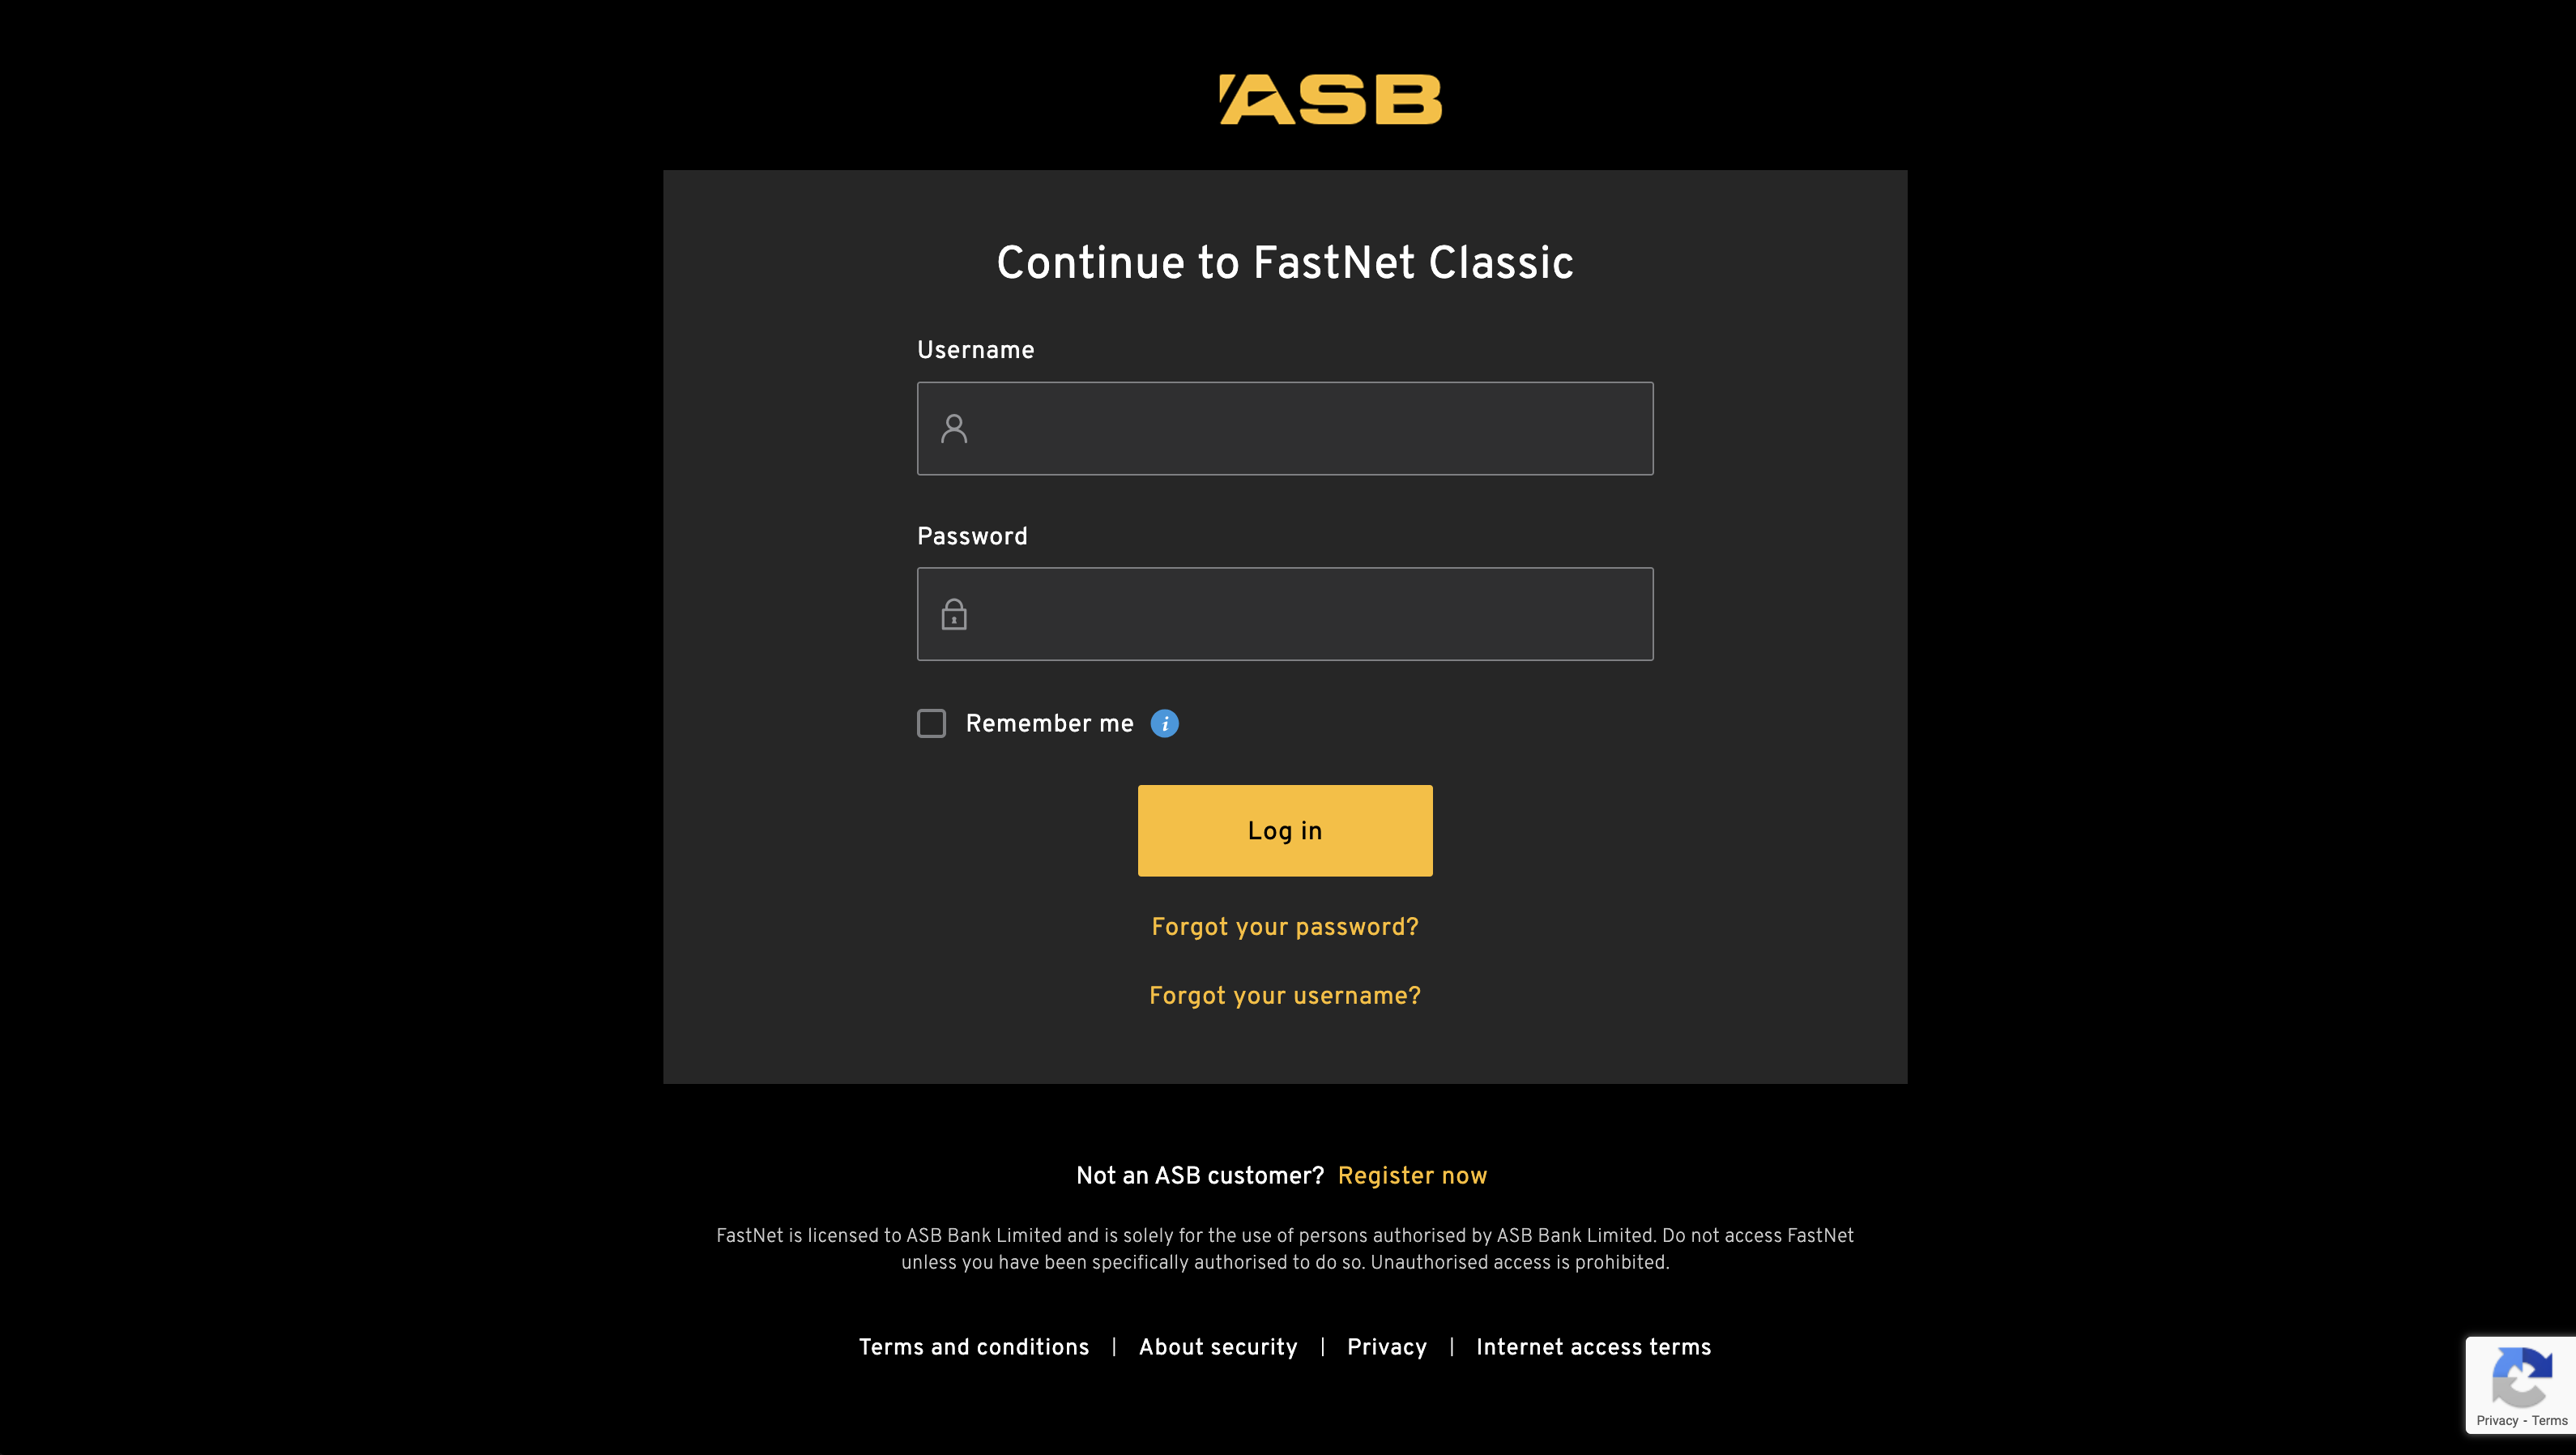 ASB
Continue to FastNet Classic
Username
Password
Remember me i
Log in
Forgot your password?
Forgot your username?
Not an ASB customer? Register now
FastNet is licensed to ASB Bank Limited and is solely for the use of persons authorised by ASB Bank Limited. Do not access FastNet
unless you have been specifically authorised to do so. Unauthorised access is prohibited.
Terms and conditions | About security | Privacy | Internet access terms
Privacy - Terms